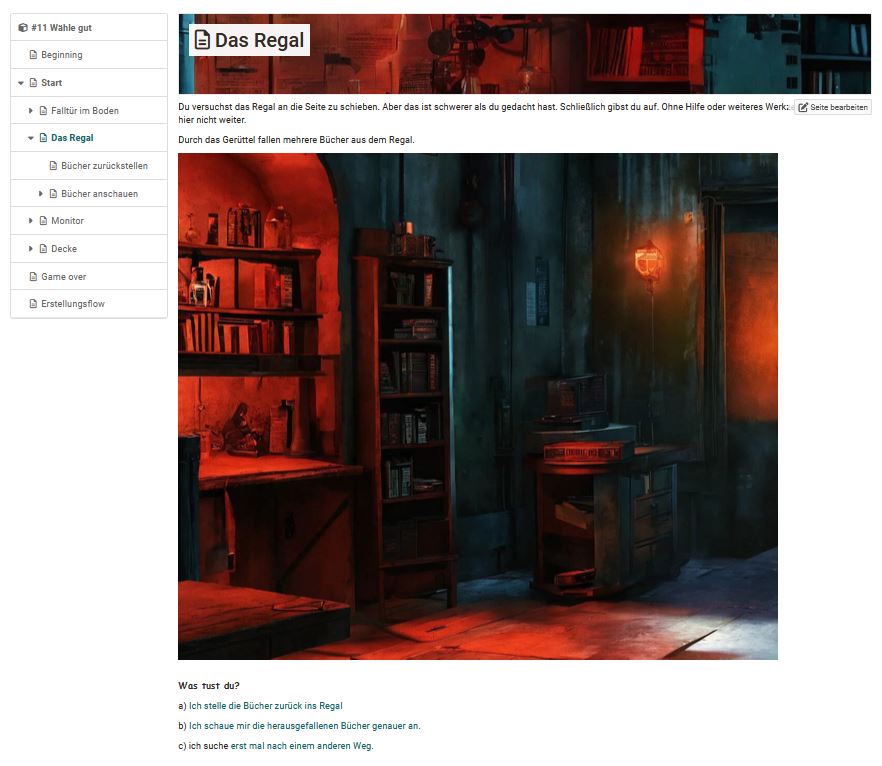 #11 Wähle gut
Beginning
Start
Falltür im Boden
Das Regal
Bücher zurückstellen
Bücher anschauen
Monitor
Decke
Game over
Erstellungsflow
Das Regal
Du versuchst das Regal an die Seite zu schieben. Aber das ist schwerer als du gedacht hast. Schließlich gibst du auf. Ohne Hilfe oder weiteres
Seite bearbeiten
hier nicht weiter.
Durch das Gerüttel fallen mehrere Bücher aus dem Regal.
Was tust du?
a) Ich stelle die Bücher zurück ins Regal
b) Ich schaue mir die herausgefallenen Bücher genauer an.
c) ich suche erst mal nach einem anderen Weg.